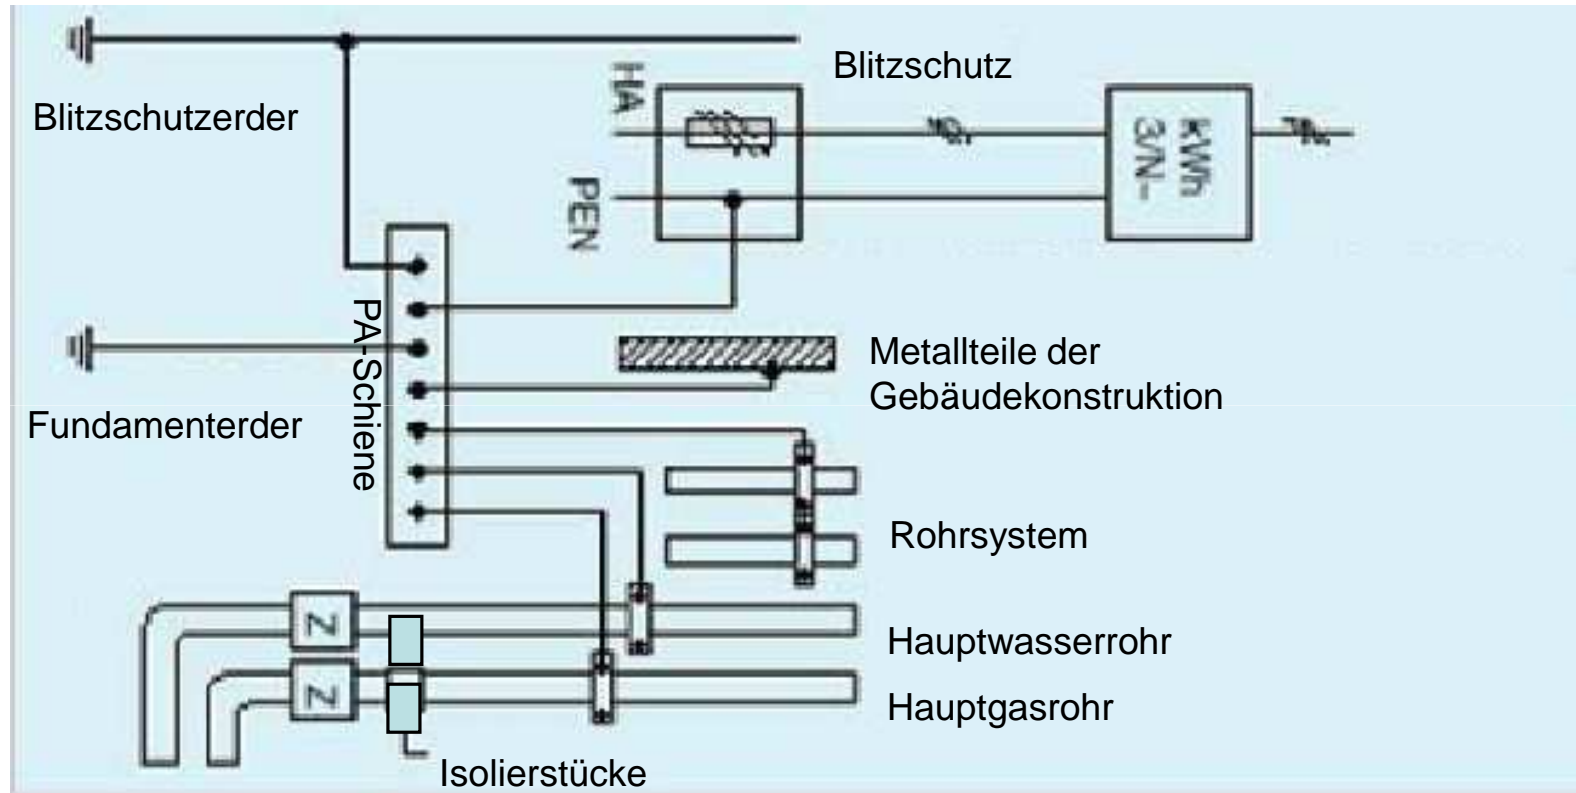 Blitzschutz
HA
Blitzschutzerder
kWh
3/N~
PEN
PA-Schiene
Metallteile der
Gebäudekonstruktion
Fundamenterder
Rohrsystem
Z
Hauptwasserrohr
Z
Hauptgasrohr
Isolierstücke